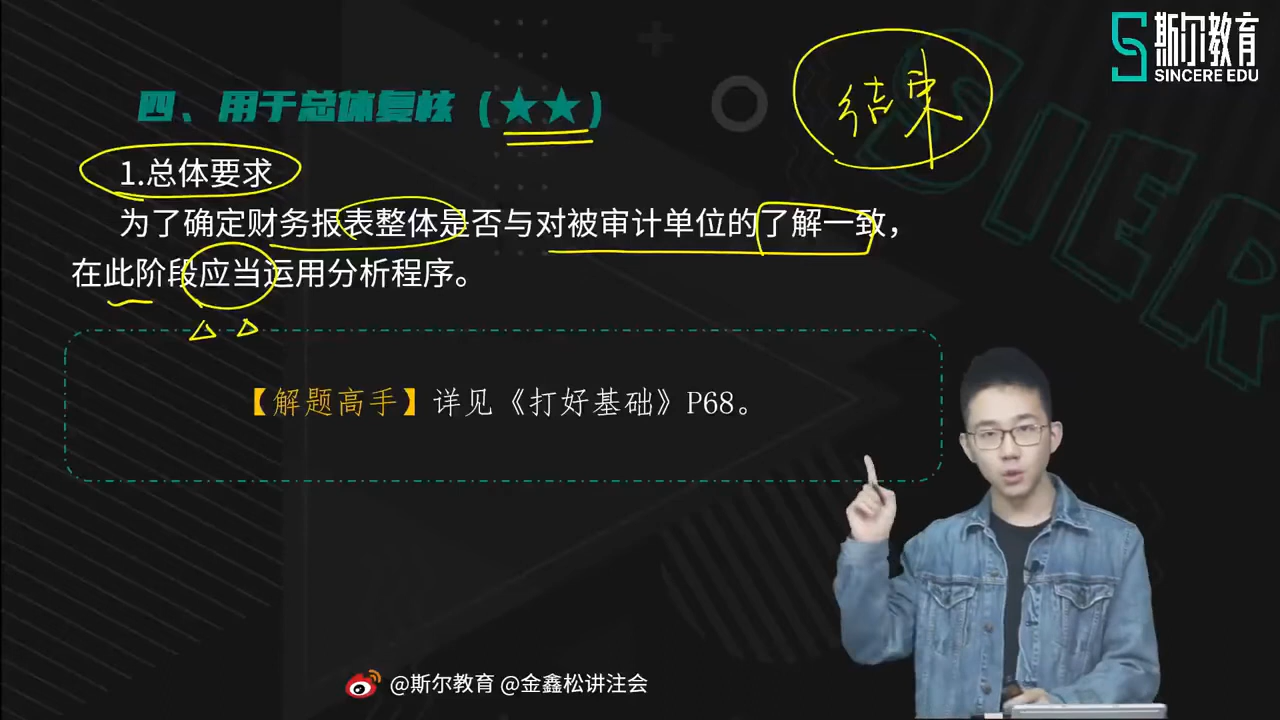 斯尔教育
SINCERE EDU
四、用于总体复核（★★）
结束
1.总体要求
为了确定财务报表整体是否与对被审计单位的了解一致，
在此阶段应当运用分析程序。
【解题高手】详见《打好基础》P68。
@斯尔教育 @金鑫松讲注会